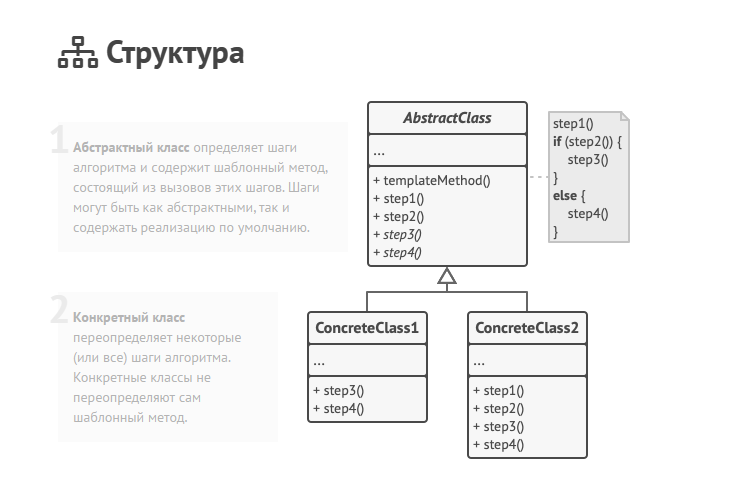 Структура
1
Абстрактный класс определяет шаги
алгоритма и содержит шаблонный метод,
состоящий из вызовов этих шагов. Шаги
могут быть как абстрактными, так и
содержать реализацию по умолчанию.
AbstractClass
...
+ templateMethod()
+ step1()
+ step2()
+ step3()
+ step4()
step1()
if (step2()) {
step3()
}
else {
step4()
}
2
Конкретный класс
переопределяет некоторые
(или все) шаги алгоритма.
Конкретные классы не
переопределяют сам
шаблонный метод.
ConcreteClass1
...
+ step3()
+ step4()
ConcreteClass2
...
+ step1()
+ step2()
+ step3()
+ step4()